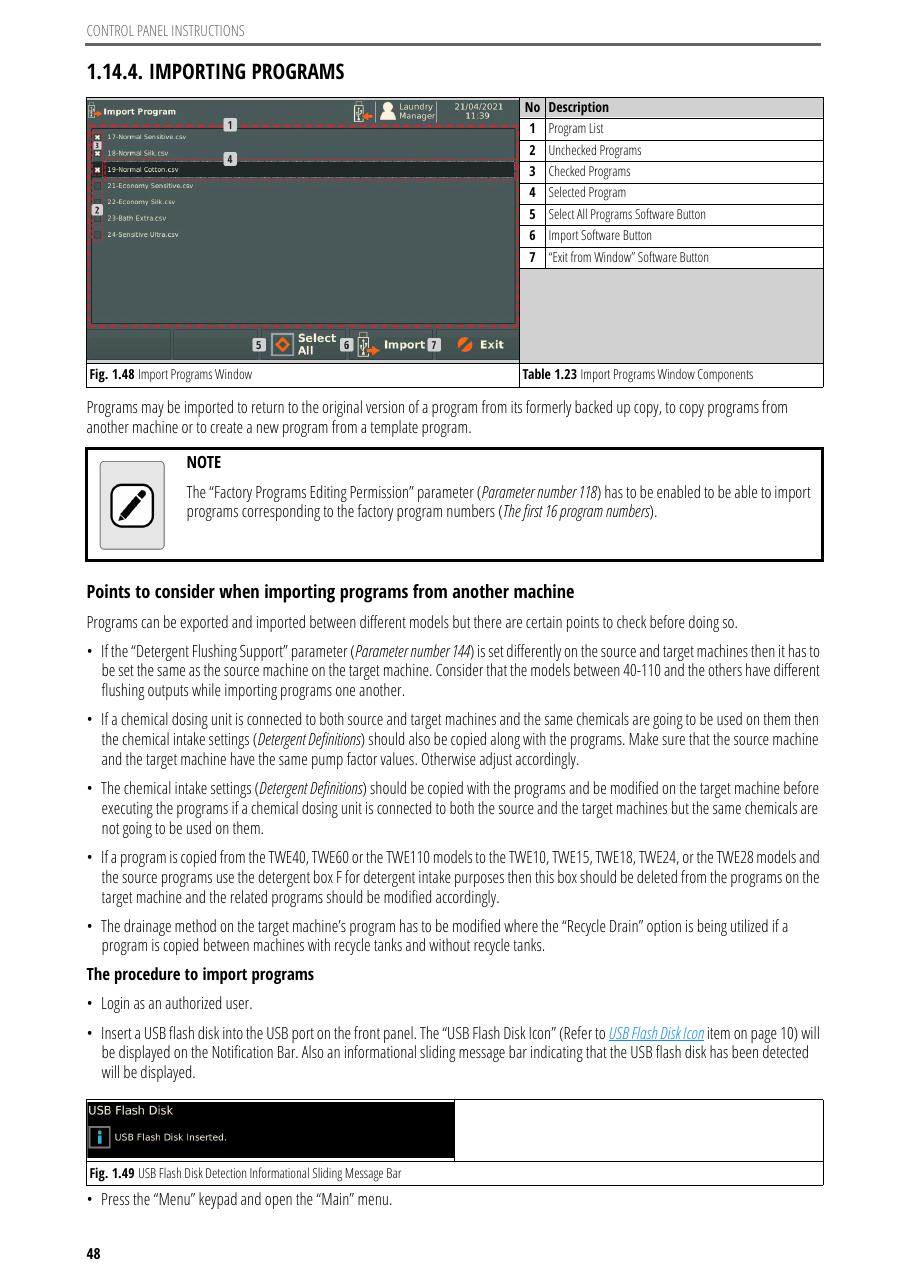 CONTROL PANEL INSTRUCTIONS
1.14.4. IMPORTING PROGRAMS
Import Program
Laundry
Manager
21/04/2021
11:39
1
17-Normal Sensitive.csv
3
18-Normal Silk.csv
4
19-Normal Cotton.csv
21-Economy Sensitive.csv
22-Economy Silk.csv
2
23-Bath Extra.csv
24-Sensitive Ultra.csv
5 Select All 6 Import 7 Exit
No Description
1 Program List
2 Unchecked Programs
3 Checked Programs
4 Selected Program
5 Select All Programs Software Button
6 Import Software Button
7 “Exit from Window” Software Button
Fig. 1.48 Import Programs Window
Table 1.23 Import Programs Window Components
Programs may be imported to return to the original version of a program from its formerly backed up copy, to copy programs from
another machine or to create a new program from a template program.
NOTE
The “Factory Programs Editing Permission” parameter (Parameter number 118) has to be enabled to be able to import
programs corresponding to the factory program numbers (The first 16 program numbers).
Points to consider when importing programs from another machine
Programs can be exported and imported between different models but there are certain points to check before doing so.
• If the “Detergent Flushing Support” parameter (Parameter number 144) is set differently on the source and target machines then it has to
be set the same as the source machine on the target machine. Consider that the models between 40-110 and the others have different
flushing outputs while importing programs one another.
• If a chemical dosing unit is connected to both source and target machines and the same chemicals are going to be used on them then
the chemical intake settings (Detergent Definitions) should also be copied along with the programs. Make sure that the source machine
and the target machine have the same pump factor values. Otherwise adjust accordingly.
• The chemical intake settings (Detergent Definitions) should be copied with the programs and be modified on the target machine before
executing the programs if a chemical dosing unit is connected to both the source and the target machines but the same chemicals are
not going to be used on them.
• If a program is copied from the TWE40, TWE60 or the TWE110 models to the TWE10, TWE15, TWE18, TWE24, or the TWE28 models and
the source programs use the detergent box F for detergent intake purposes then this box should be deleted from the programs on the
target machine and the related programs should be modified accordingly.
• The drainage method on the target machine’s program has to be modified where the “Recycle Drain” option is being utilized if a
program is copied between machines with recycle tanks and without recycle tanks.
The procedure to import programs
• Login as an authorized user.
• Insert a USB flash disk into the USB port on the front panel. The “USB Flash Disk Icon” (Refer to USB Flash Disk Icon item on page 10) will
be displayed on the Notification Bar. Also an informational sliding message bar indicating that the USB flash disk has been detected
will be displayed.
USB Flash Disk
USB Flash Disk Inserted.
Fig. 1.49 USB Flash Disk Detection Informational Sliding Message Bar
• Press the “Menu” keypad and open the “Main” menu.
48